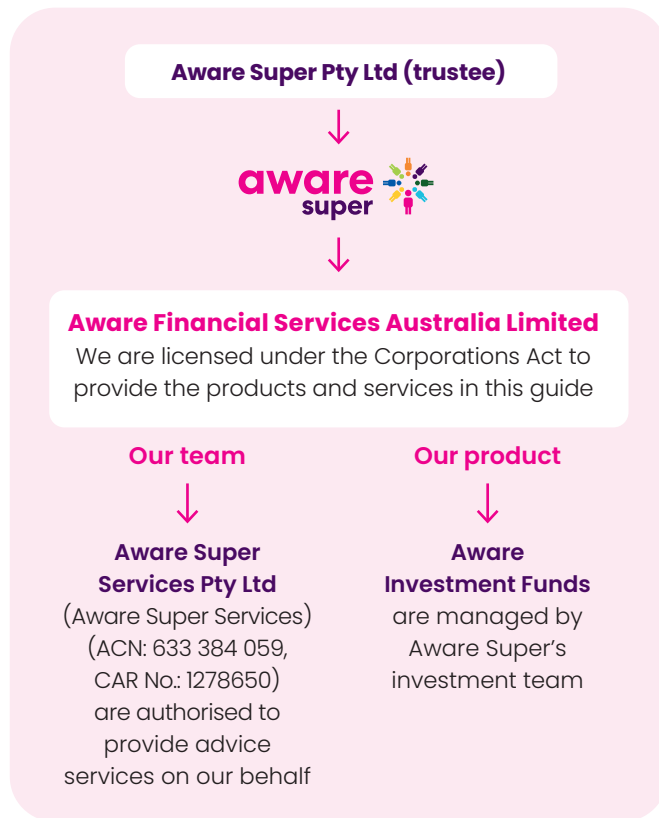 Aware Super Pty Ltd (trustee)
aware
super
Aware Financial Services Australia Limited
We are licensed under the Corporations Act to
provide the products and services in this guide
Our team
Aware Super
Services Pty Ltd
(Aware Super Services)
(ACN: 633 384 059,
CAR No.: 1278650)
are authorised to
provide advice
services on our behalf
Our product
Aware
Investment Funds
are managed by
Aware Super’s
investment team